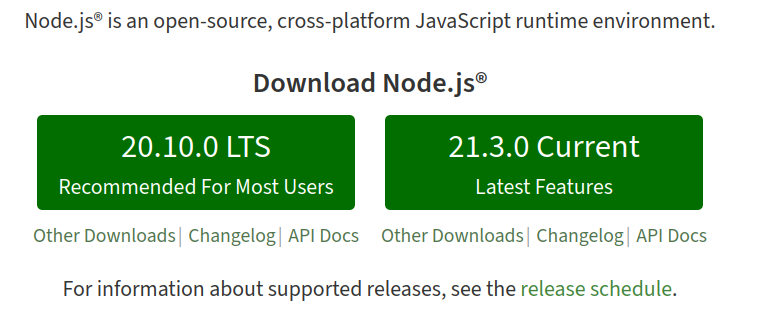 Node.js® is an open-source, cross-platform JavaScript runtime environment.
Download Node.js®
20.10.0 LTS
Recommended For Most Users
Other Downloads| Changelog| API Docs
21.3.0 Current
Latest Features
Other Downloads| Changelog| API Docs
For information about supported releases, see the release schedule.